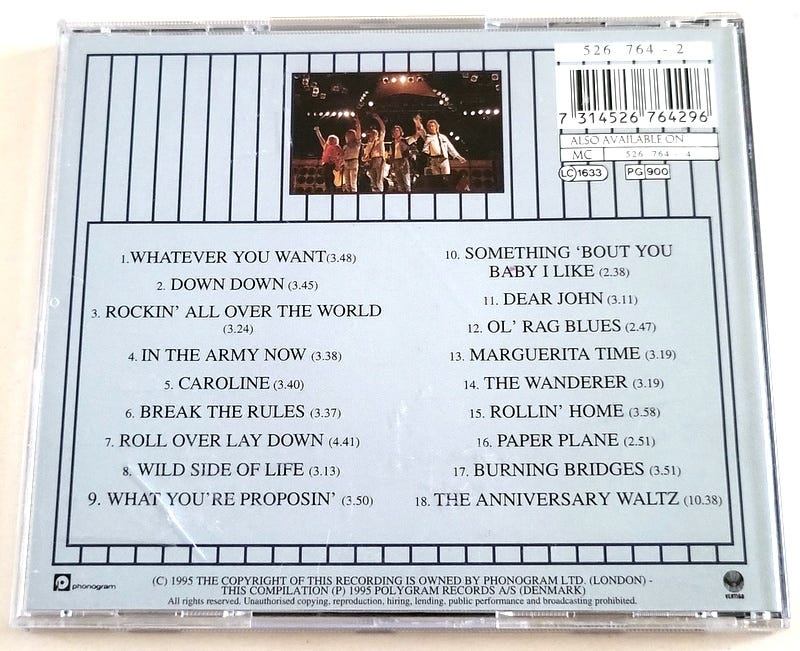 526 764 - 2
7 314526 764296
ALSO AVAILABLE ON
MC 526 764 - 4
LC 1633 PG 900
1. WHATEVER YOU WANT (3.48)
2. DOWN DOWN (3.45)
3. ROCKIN' ALL OVER THE WORLD
(3.24)
4. IN THE ARMY NOW (3.38)
5. CAROLINE (3.40)
6. BREAK THE RULES (3.37)
7. ROLL OVER LAY DOWN (4.41)
8. WILD SIDE OF LIFE (3.13)
9. WHAT YOU'RE PROPOSIN' (3.50)
10. SOMETHING 'BOUT YOU
BABY I LIKE (2.38)
11. DEAR JOHN (3.11)
12. OL' RAG BLUES (2.47)
13. MARGUERITA TIME (3.19)
14. THE WANDERER (3.19)
15. ROLLIN' HOME (3.58)
16. PAPER PLANE (2.51)
17. BURNING BRIDGES (3.51)
18. THE ANNIVERSARY WALTZ (10.38)
phonogram
(C) 1995 THE COPYRIGHT OF THIS RECORDING IS OWNED BY PHONOGRAM LTD. (LONDON) -
THIS COMPILATION (P) 1995 POLYGRAM RECORDS A/S (DENMARK)
All rights reserved. Unauthorised copying, reproduction, hiring, lending, public performance and broadcasting prohibited.
VERTIGO